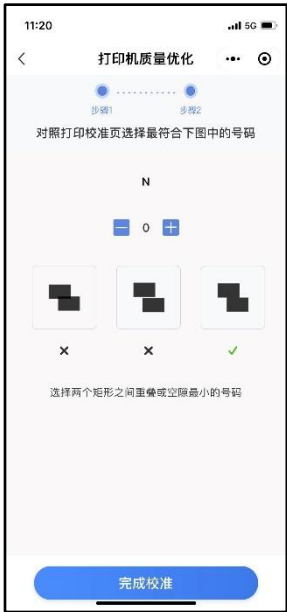 11:20
5G
打印机质量优化
步骤1
步骤2
对照打印校准页选择最符合下图中的号码
N
0
选择两个矩形之间重叠或空隙最小的号码
完成校准